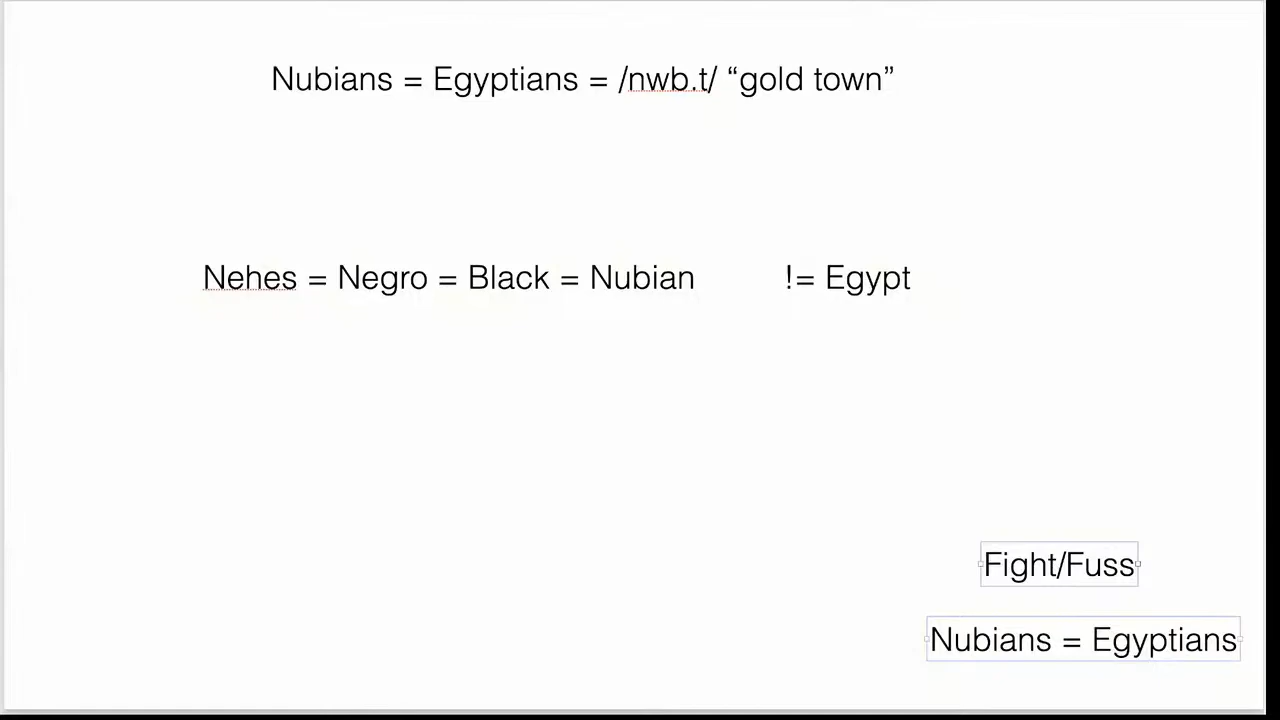 Nubians = Egyptians = /nwb.t/ “gold town”
Nehes = Negro = Black = Nubian != Egypt
Fight/Fuss
Nubians = Egyptians